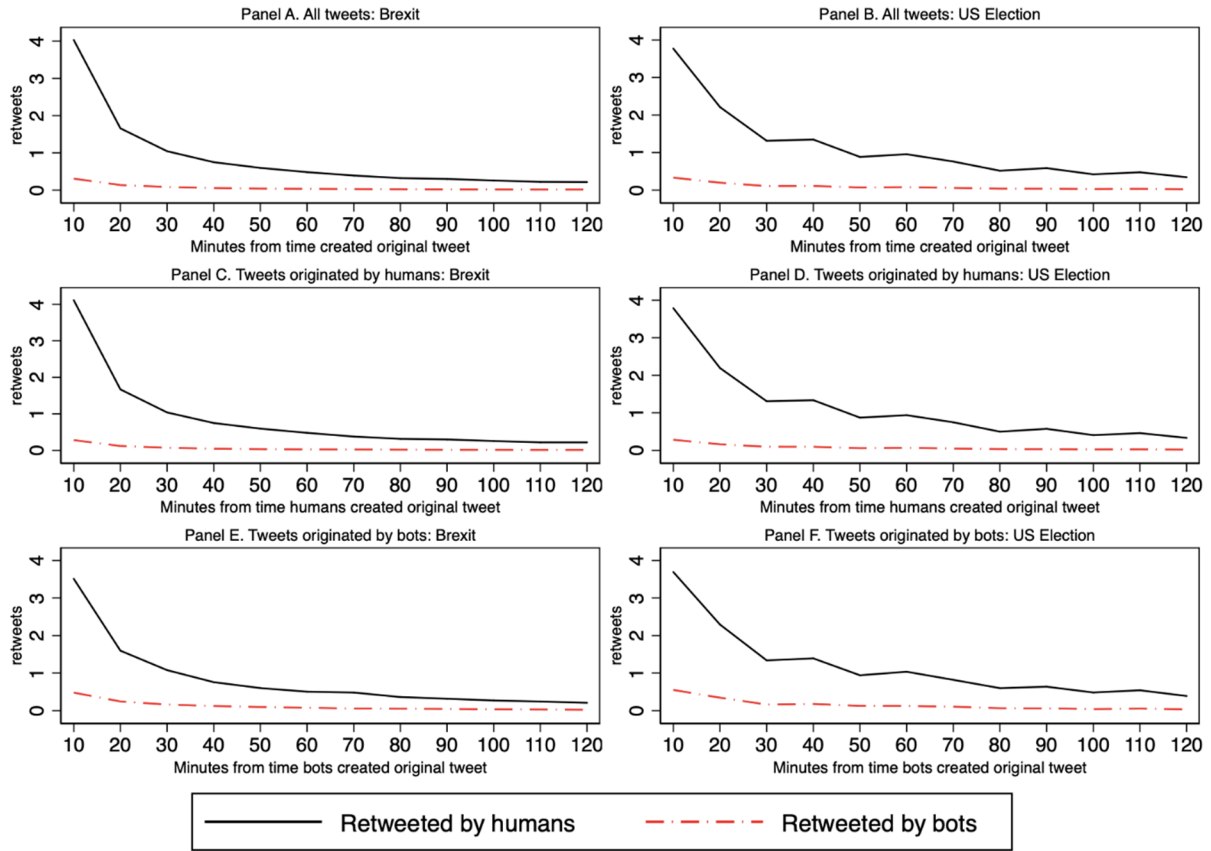 Panel A. All tweets: Brexit
retweets
4
3
2
1
0
10 20 30 40 50 60 70 80 90 100 110 120
Minutes from time created original tweet
Panel B. All tweets: US Election
retweets
4
3
2
1
0
10 20 30 40 50 60 70 80 90 100 110 120
Minutes from time created original tweet
Panel C. Tweets originated by humans: Brexit
retweets
4
3
2
1
0
10 20 30 40 50 60 70 80 90 100 110 120
Minutes from time humans created original tweet
Panel D. Tweets originated by humans: US Election
retweets
4
3
2
1
0
10 20 30 40 50 60 70 80 90 100 110 120
Minutes from time humans created original tweet
Panel E. Tweets originated by bots: Brexit
retweets
4
3
2
1
0
10 20 30 40 50 60 70 80 90 100 110 120
Minutes from time bots created original tweet
Panel F. Tweets originated by bots: US Election
retweets
4
3
2
1
0
10 20 30 40 50 60 70 80 90 100 110 120
Minutes from time bots created original tweet
Retweeted by humans
Retweeted by bots